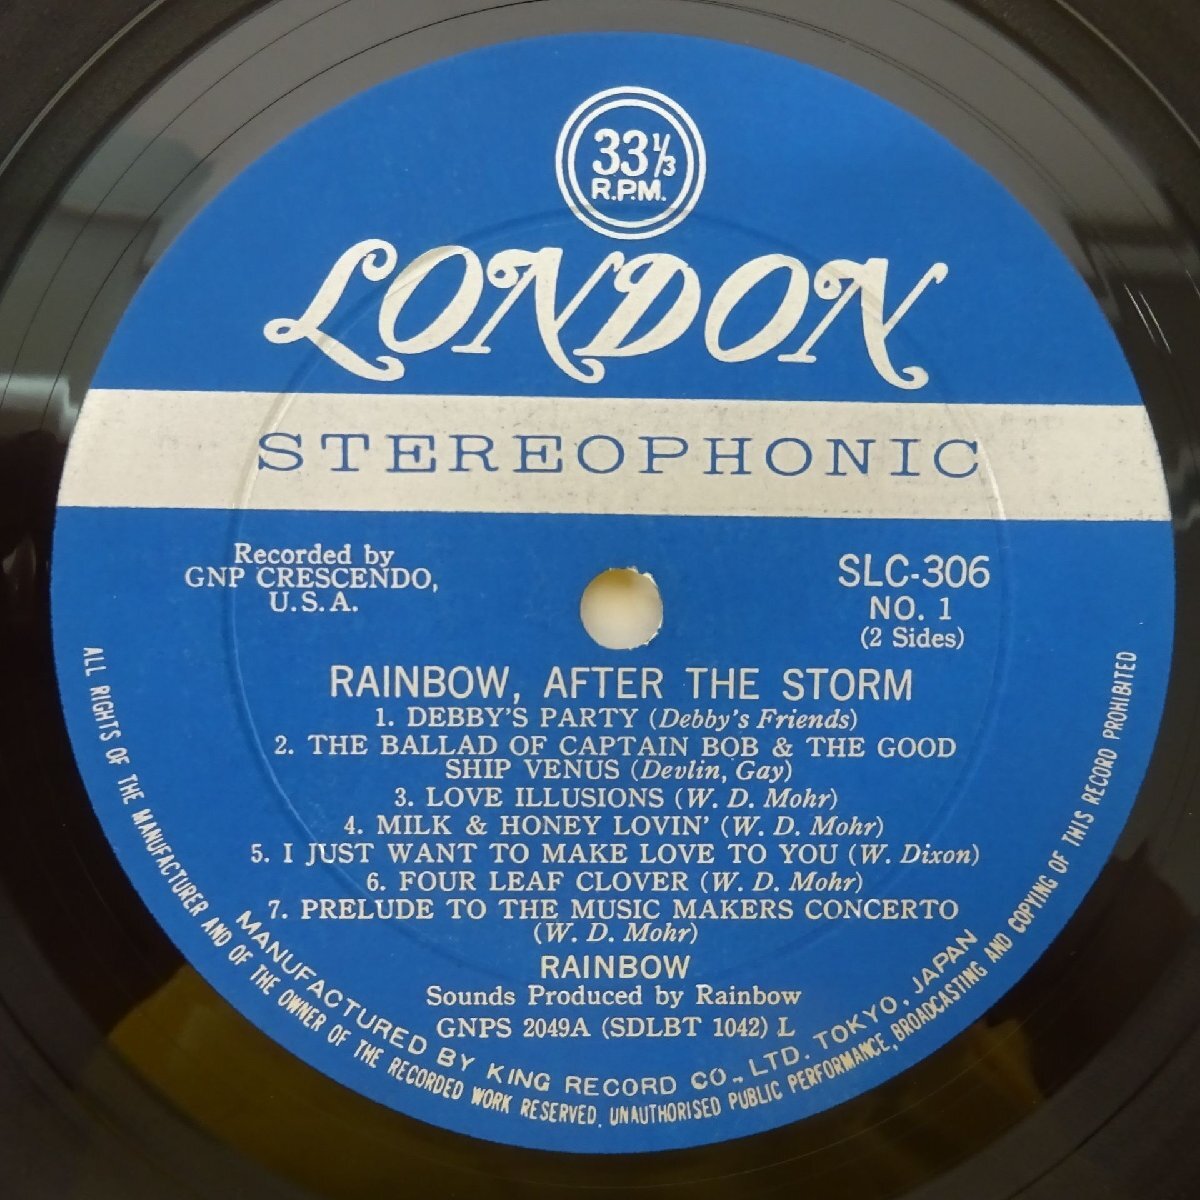 33⅓
R.P.M.
LONDON
STEREOPHONIC
Recorded by
GNP CRESCENDO,
U.S.A.
SLC-306
NO. 1
(2 Sides)
RAINBOW, AFTER THE STORM
1. DEBBY'S PARTY (Debby's Friends)
2. THE BALLAD OF CAPTAIN BOB & THE GOOD
SHIP VENUS (Devlin, Gay)
3. LOVE ILLUSIONS (W. D. Mohr)
4. MILK & HONEY LOVIN' (W. D. Mohr)
5. I JUST WANT TO MAKE LOVE TO YOU (W. Dixon)
6. FOUR LEAF CLOVER (W. D. Mohr)
7. PRELUDE TO THE MUSIC MAKERS CONCERTO
(W. D. Mohr)
RAINBOW
Sounds Produced by Rainbow
GNPS 2049A (SDLBT 1042) L
MANUFACTURED BY KING RECORD CO., LTD. TOKYO, JAPAN
ALL RIGHTS OF THE MANUFACTURER AND OF THE OWNER OF THE RECORDED WORK RESERVED. UNAUTHORISED PUBLIC PERFORMANCE, BROADCASTING AND COPYING OF THIS RECORD PROHIBITED